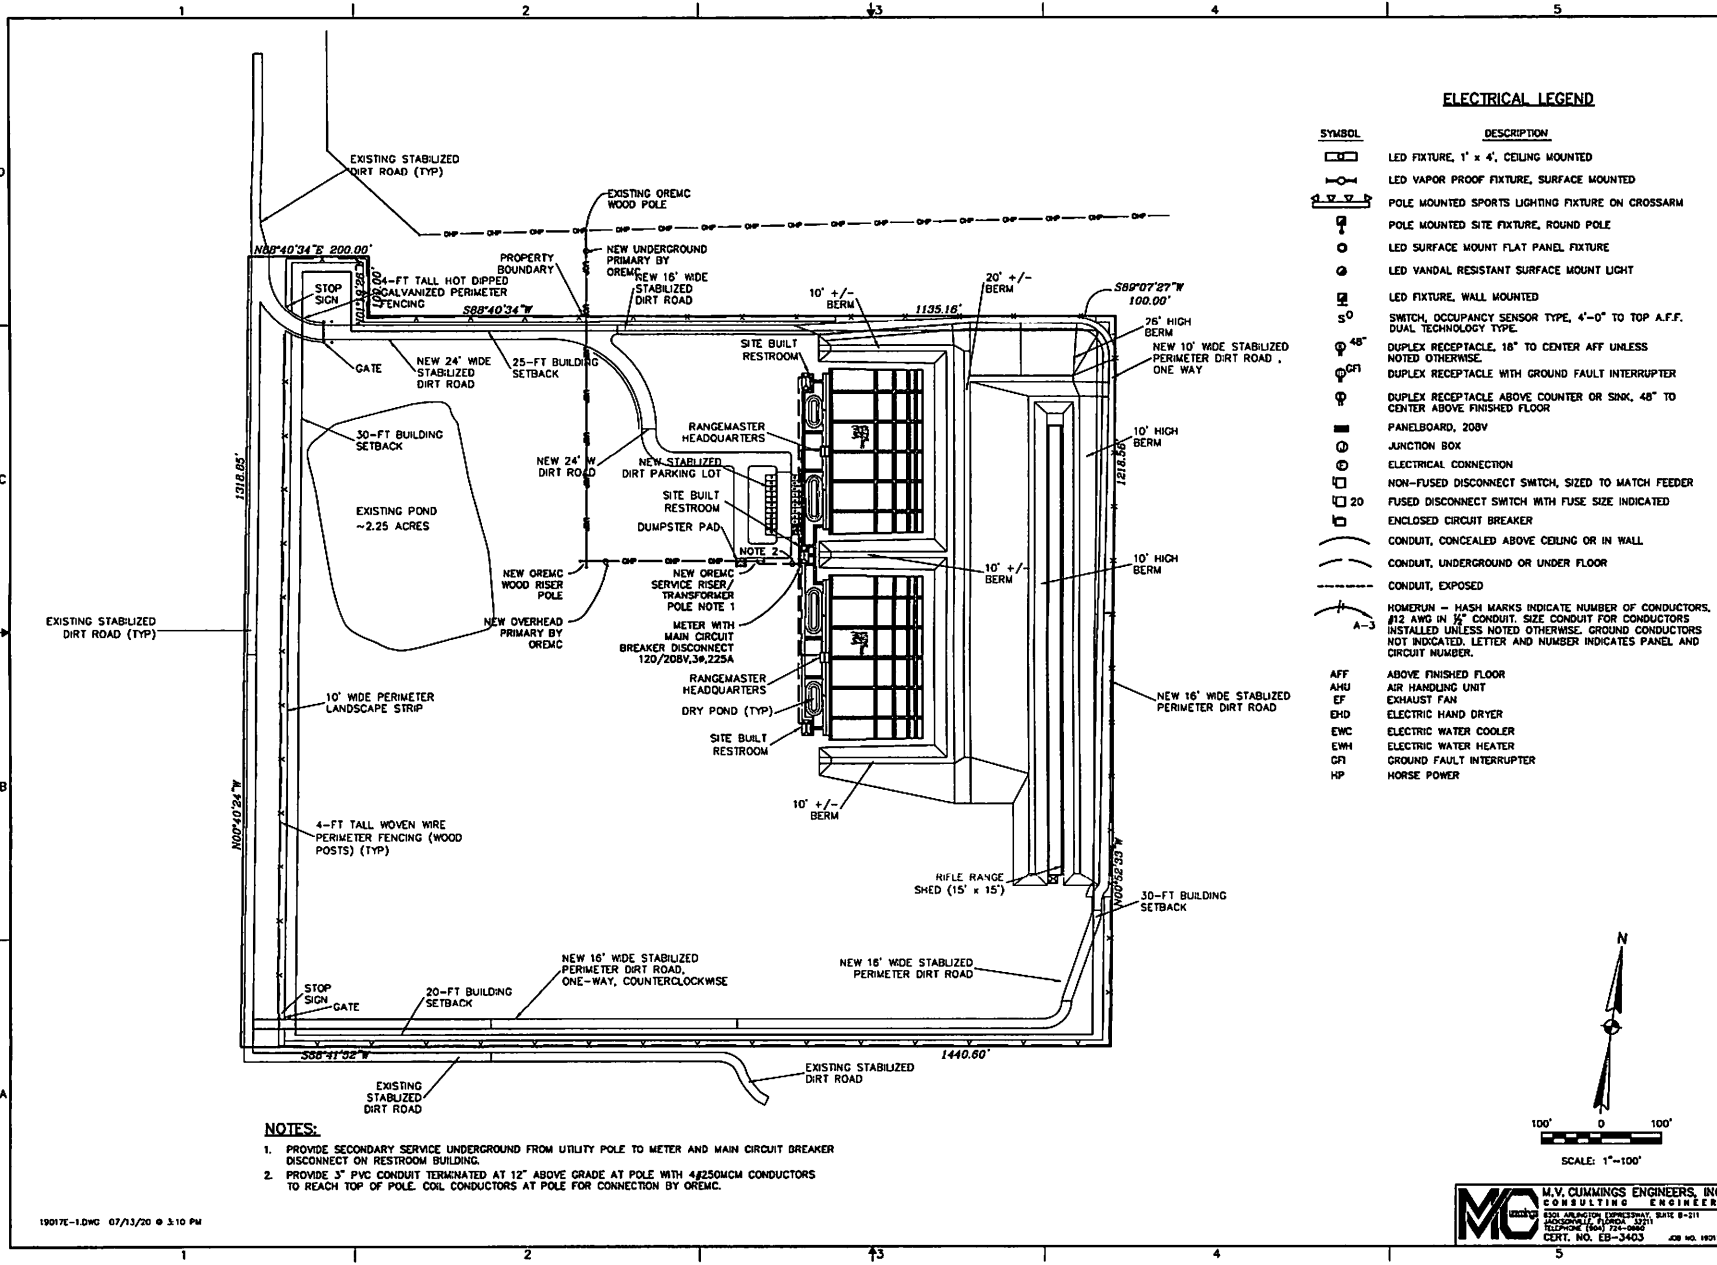 1 2 3 4 5
EXISTING STABILIZED
DIRT ROAD (TYP)
EXISTING OREMC
WOOD POLE
N88°40'34"E 200.00'
100.00'
4-FT TALL HOT DIPPED
GALVANIZED PERIMETER
FENCING
STOP
SIGN
PROPERTY
BOUNDARY
NEW UNDERGROUND
PRIMARY BY
OREMC
NEW 16' WIDE
STABILIZED
DIRT ROAD
S88°40'34"W
1135.16'
10' +/-
BERM
20' +/-
BERM
S89°07'27"W
100.00'
26' HIGH
BERM
NEW 10' WIDE STABILIZED
PERIMETER DIRT ROAD ,
ONE WAY
GATE
NEW 24' WIDE
STABILIZED
DIRT ROAD
25-FT BUILDING
SETBACK
SITE BUILT
RESTROOM
30-FT BUILDING
SETBACK
RANGEMASTER
HEADQUARTERS
10' HIGH
BERM
1318.85'
1218.56'
NEW 24' W
DIRT ROAD
NEW STABLIZED
DIRT PARKING LOT
SITE BUILT
RESTROOM
EXISTING POND
~2.25 ACRES
DUMPSTER PAD
NOTE 2
NEW OREMC
WOOD RISER
POLE
NEW OREMC
SERVICE RISER/
TRANSFORMER
POLE NOTE 1
10' +/-
BERM
10' HIGH
BERM
EXISTING STABILIZED
DIRT ROAD (TYP)
NEW OVERHEAD
PRIMARY BY
OREMC
METER WITH
MAIN CIRCUIT
BREAKER DISCONNECT
120/208V,3ø,225A
RANGEMASTER
HEADQUARTERS
DRY POND (TYP)
SITE BUILT
RESTROOM
10' WIDE PERIMETER
LANDSCAPE STRIP
NEW 16' WIDE STABLIZED
PERIMETER DIRT ROAD
10' +/-
BERM
N00°40'24"W
4-FT TALL WOVEN WIRE
PERIMETER FENCING (WOOD
POSTS) (TYP)
RIFLE RANGE
SHED (15' x 15')
N00°52'33"W
30-FT BUILDING
SETBACK
NEW 16' WIDE STABLIZED
PERIMETER DIRT ROAD,
ONE-WAY, COUNTERCLOCKWISE
NEW 16' WIDE STABLIZED
PERIMETER DIRT ROAD
STOP
SIGN
GATE
20-FT BUILDING
SETBACK
S88°41'52"W
1440.60'
EXISTING
STABLIZED
DIRT ROAD
EXISTING STABILIZED
DIRT ROAD
NOTES:
1. PROVIDE SECONDARY SERVICE UNDERGROUND FROM UTILITY POLE TO METER AND MAIN CIRCUIT BREAKER
DISCONNECT ON RESTROOM BUILDING.
2. PROVIDE 3" PVC CONDUIT TERMINATED AT 12" ABOVE GRADE AT POLE WITH 4#250MCM CONDUCTORS
TO REACH TOP OF POLE. COIL CONDUCTORS AT POLE FOR CONNECTION BY OREMC.
19017E-1.DWG 07/13/20 @ 3:10 PM
ELECTRICAL LEGEND
SYMBOL DESCRIPTION
LED FIXTURE, 1' x 4', CEILING MOUNTED
LED VAPOR PROOF FIXTURE, SURFACE MOUNTED
POLE MOUNTED SPORTS LIGHTING FIXTURE ON CROSSARM
POLE MOUNTED SITE FIXTURE, ROUND POLE
LED SURFACE MOUNT FLAT PANEL FIXTURE
LED VANDAL RESISTANT SURFACE MOUNT LIGHT
LED FIXTURE, WALL MOUNTED
S O SWITCH, OCCUPANCY SENSOR TYPE, 4'-0" TO TOP A.F.F.
DUAL TECHNOLOGY TYPE.
48" DUPLEX RECEPTACLE, 18" TO CENTER AFF UNLESS
NOTED OTHERWISE.
GFI DUPLEX RECEPTACLE WITH GROUND FAULT INTERRUPTER
DUPLEX RECEPTACLE ABOVE COUNTER OR SINK, 48" TO
CENTER ABOVE FINISHED FLOOR
PANELBOARD, 208V
J JUNCTION BOX
E ELECTRICAL CONNECTION
NON-FUSED DISCONNECT SWITCH, SIZED TO MATCH FEEDER
20 FUSED DISCONNECT SWITCH WITH FUSE SIZE INDICATED
ENCLOSED CIRCUIT BREAKER
CONDUIT, CONCEALED ABOVE CEILING OR IN WALL
CONDUIT, UNDERGROUND OR UNDER FLOOR
CONDUIT, EXPOSED
A-3 HOMERUN - HASH MARKS INDICATE NUMBER OF CONDUCTORS,
#12 AWG IN ½" CONDUIT. SIZE CONDUIT FOR CONDUCTORS
INSTALLED UNLESS NOTED OTHERWISE. GROUND CONDUCTORS
NOT INDICATED. LETTER AND NUMBER INDICATES PANEL AND
CIRCUIT NUMBER.
AFF ABOVE FINISHED FLOOR
AHU AIR HANDLING UNIT
EF EXHAUST FAN
EHD ELECTRIC HAND DRYER
EWC ELECTRIC WATER COOLER
EWH ELECTRIC WATER HEATER
GFI GROUND FAULT INTERRUPTER
HP HORSE POWER
N
100' 0 100'
SCALE: 1"=100'
MC
M.V. CUMMINGS ENGINEERS, INC
CONSULTING ENGINEER
6501 ARLINGTON EXPRESSWAY, SUITE B-211
JACKSONVILLE, FLORIDA 32211
CERT. NO. EB-3403
1 2 3 4 5